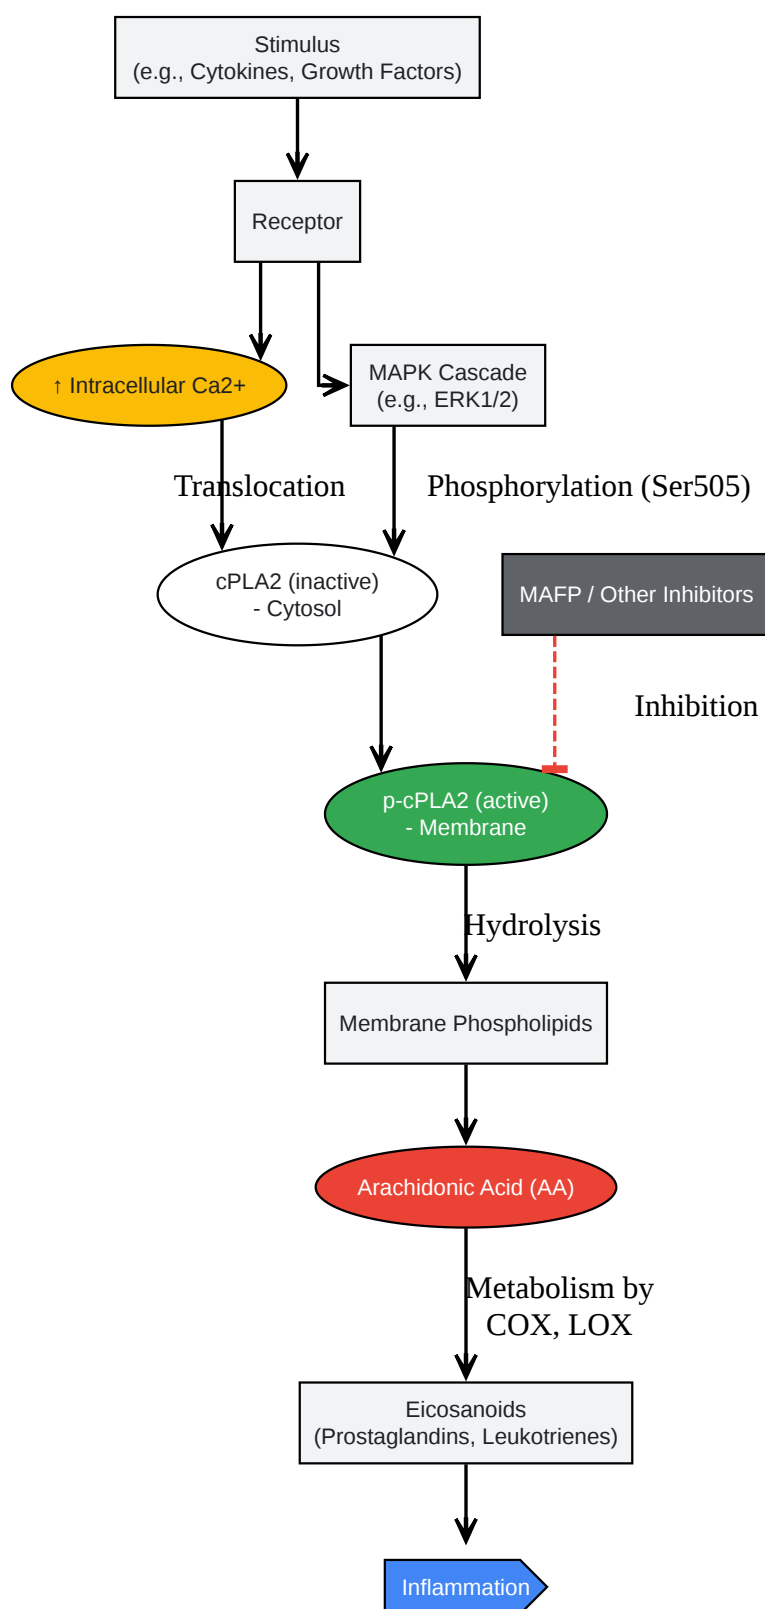 Stimulus
(e.g., Cytokines, Growth Factors)
Receptor
↑ Intracellular Ca2+
MAPK Cascade
(e.g., ERK1/2)
Translocation
Phosphorylation (Ser505)
cPLA2 (inactive)
- Cytosol
MAFP / Other Inhibitors
Inhibition
p-cPLA2 (active)
- Membrane
Hydrolysis
Membrane Phospholipids
Arachidonic Acid (AA)
Metabolism by
COX, LOX
Eicosanoids
(Prostaglandins, Leukotrienes)
Inflammation